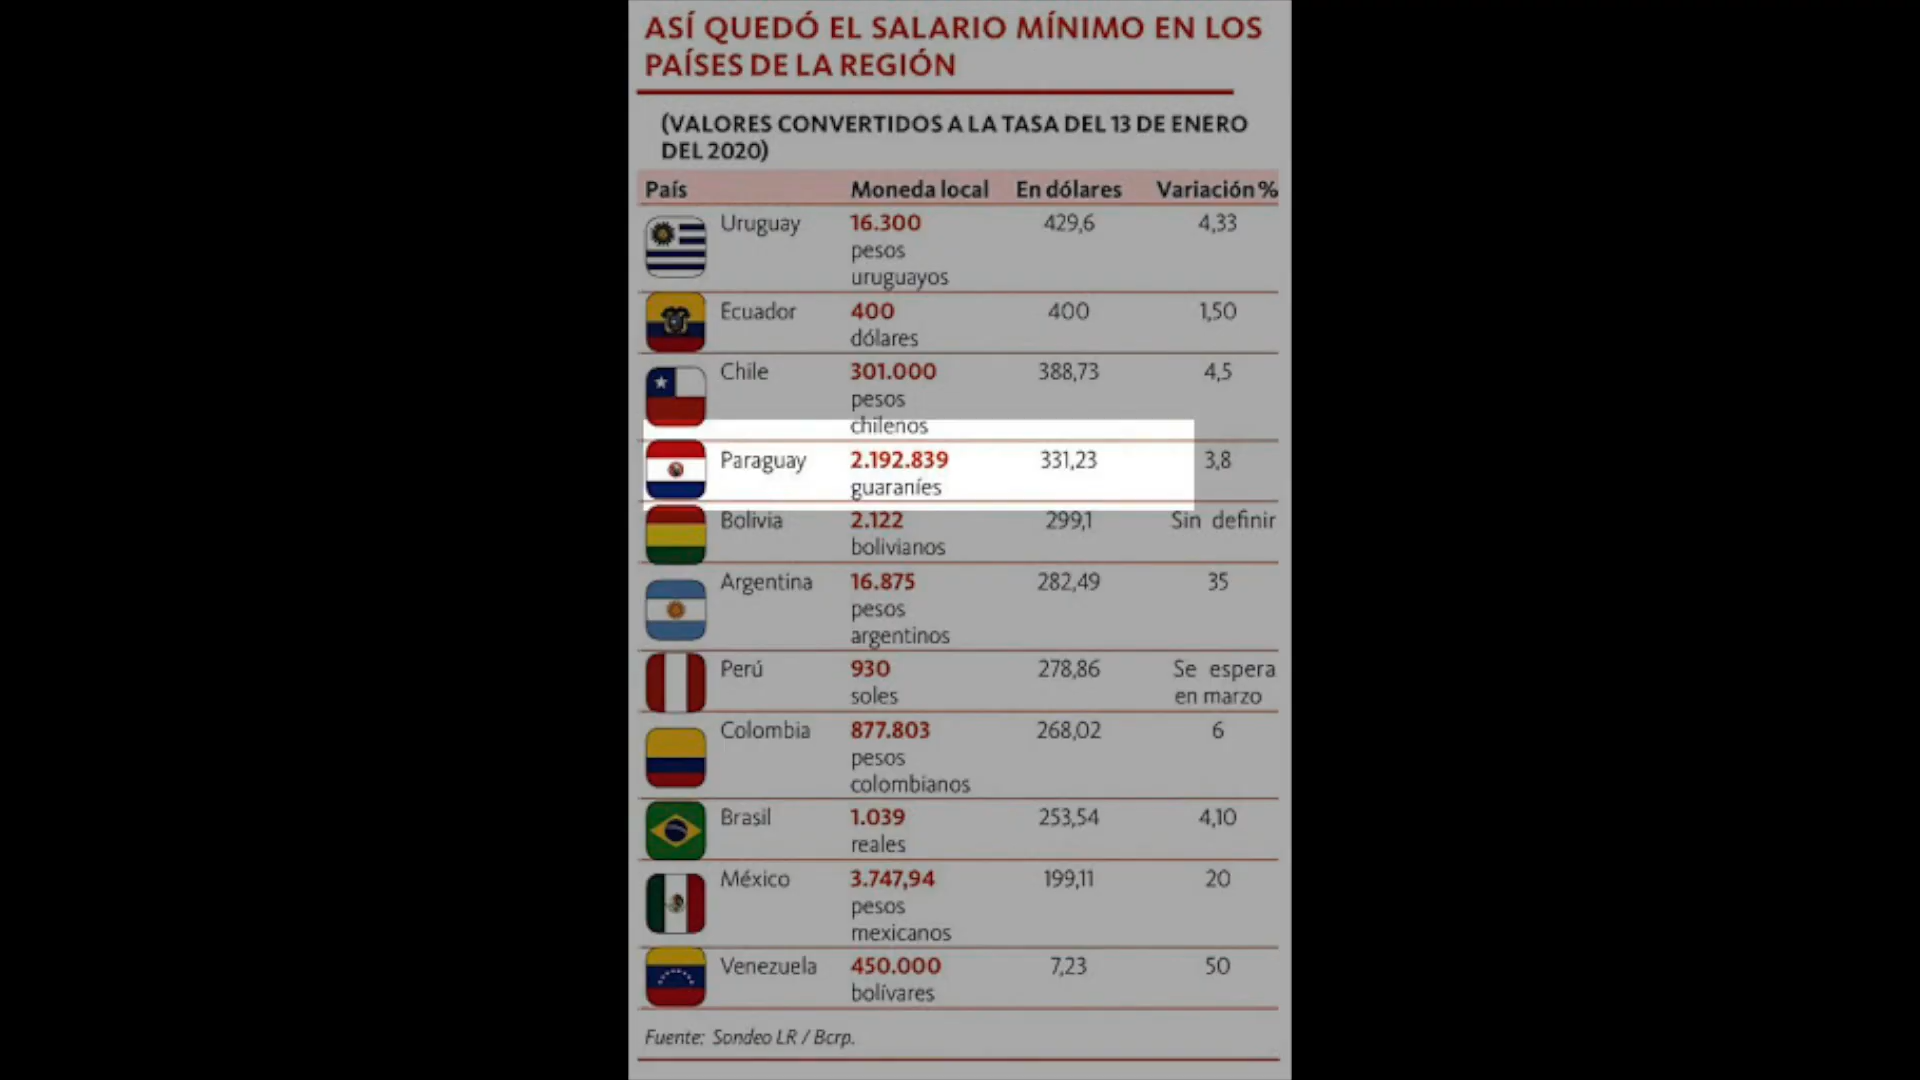 ASÍ QUEDÓ EL SALARIO MÍNIMO EN LOS
PAÍSES DE LA REGIÓN
(VALORES CONVERTIDOS A LA TASA DEL 13 DE ENERO
DEL 2020)
País Moneda local En dólares Variación %
Uruguay 16.300 429,6 4,33
pesos
uruguayos
Ecuador 400 400 1,50
dólares
Chile 301.000 388,73 4,5
pesos
chilenos
Paraguay 2.192.839 331,23 3,8
guaraníes
Bolivia 2.122 299,1 Sin definir
bolivianos
Argentina 16.875 282,49 35
pesos
argentinos
Perú 930 278,86 Se espera
soles en marzo
Colombia 877.803 268,02 6
pesos
colombianos
Brasil 1.039 253,54 4,10
reales
México 3.747,94 199,11 20
pesos
mexicanos
Venezuela 450.000 7,23 50
bolívares
Fuente: Sondeo LR / Bcrp.